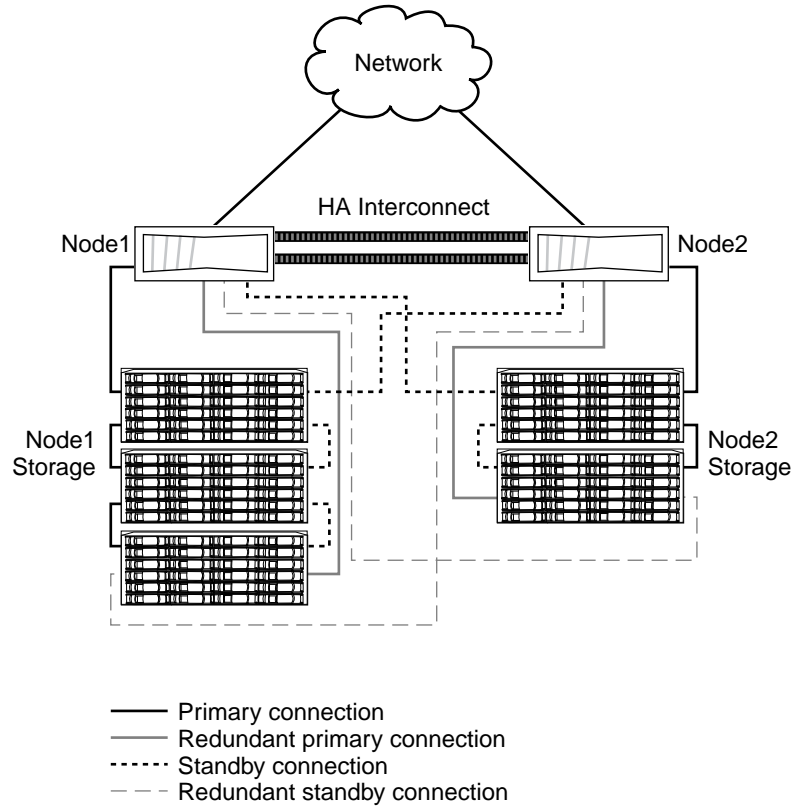 Network
HA Interconnect
Node1
Node2
Node1
Storage
Node2
Storage
Primary connection
Redundant primary connection
Standby connection
Redundant standby connection